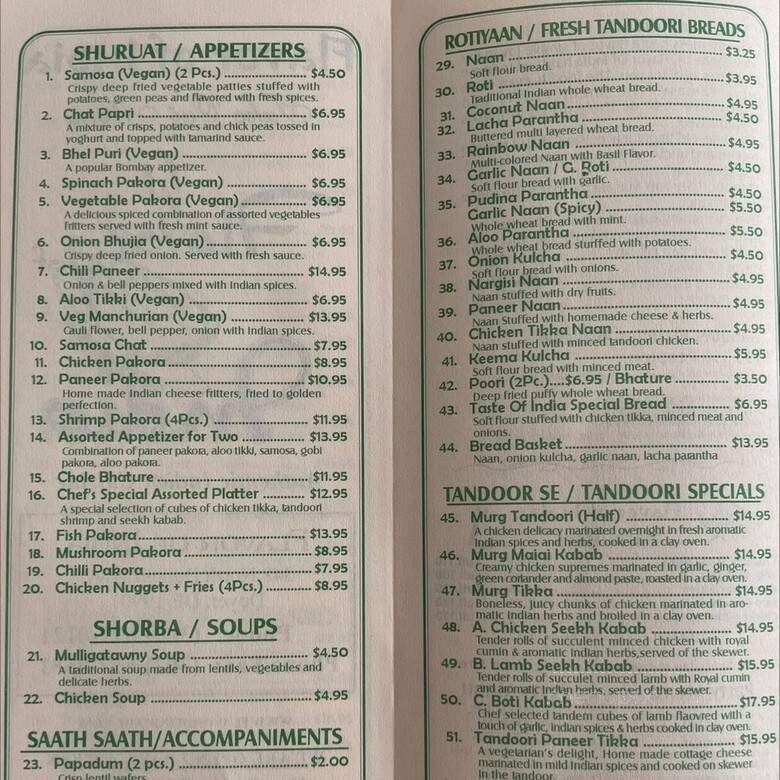 SHURUAT / APPETIZERS
1. Samosa (Vegan) (2 Pcs.) ........................ $4.50
Crispy deep fried vegetable patties stuffed with
potatoes, green peas and flavored with fresh spices.
2. Chat Papri ........................ $6.95
A mixture of crisps, potatoes and chick peas tossed in
yoghurt and topped with tamarind sauce.
3. Bhel Puri (Vegan) ........................ $6.95
A popular Bombay appetizer.
4. Spinach Pakora (Vegan) ........................ $6.95
5. Vegetable Pakora (Vegan) ........................ $6.95
A delicious spiced combination of assorted vegetables
fritters served with fresh mint sauce.
6. Onion Bhujia (Vegan) ........................ $6.95
Crispy deep fried onion. Served with fresh sauce.
7. Chili Paneer ........................ $14.95
Onion & bell peppers mixed with Indian spices.
8. Aloo Tikki (Vegan) ........................ $6.95
9. Veg Manchurian (Vegan) ........................ $13.95
Cauli flower, bell pepper, onion with Indian spices.
10. Samosa Chat ........................ $7.95
11. Chicken Pakora ........................ $8.95
12. Paneer Pakora ........................ $10.95
Home made Indian cheese fritters, fried to golden
perfection.
13. Shrimp Pakora (4Pcs.) ........................ $11.95
14. Assorted Appetizer for Two ............... $13.95
Combination of paneer pakora, aloo tikki, samosa, gobi
pakora, aloo pakora.
15. Chole Bhature ........................ $11.95
16. Chef's Special Assorted Platter ............ $12.95
A special selection of cubes of chicken tikka, tandoori
shrimp and seekh kabab.
17. Fish Pakora ........................ $13.95
18. Mushroom Pakora ........................ $8.95
19. Chilli Pakora ........................ $7.95
20. Chicken Nuggets + Fries (4Pcs.) ............ $8.95
SHORBA / SOUPS
21. Mulligatawny Soup ........................ $4.50
A traditional soup made from lentils, vegetables and
delicate herbs.
22. Chicken Soup ........................ $4.95
SAATH SAATH/ACCOMPANIMENTS
23. Papadum (2 pcs.) ........................ $2.00
Crisp lentil wafers
ROTIYAAN / FRESH TANDOORI BREADS
29. Naan ........................ $3.25
Soft flour bread.
30. Roti ........................ $3.95
Traditional Indian whole wheat bread.
31. Coconut Naan ........................ $4.95
32. Lacha Parantha ........................ $4.50
Buttered multi layered wheat bread.
33. Rainbow Naan ........................ $4.95
Multi-colored Naan with Basil Flavor.
34. Garlic Naan / G. Roti ........................ $4.50
Soft flour bread with garlic.
35. Pudina Parantha ........................ $4.50
Garlic Naan (Spicy) ........................ $5.50
Whole wheat bread with mint.
36. Aloo Parantha ........................ $5.50
Whole wheat bread sturffed with potatoes.
37. Onion Kulcha ........................ $4.50
Soft flour bread with onions.
38. Nargisi Naan ........................ $4.95
Naan stuffed with dry fruits.
39. Paneer Naan ........................ $4.95
Naan Stuffed with homemade cheese & herbs.
40. Chicken Tikka Naan ........................ $4.95
Naan stuffed with minced tandoori chicken.
41. Keema Kulcha ........................ $5.95
Soft flour bread with minced meat.
42. Poori (2Pc.)....$6.95 / Bhature ............ $3.50
Deep fried puffy whole wheat bread.
43. Taste Of India Special Bread ............ $6.95
Soft flour stuffed with chicken tikka, minced meat and
onions.
44. Bread Basket ........................ $13.95
Naan, onion kulcha, garlic naan, lacha parantha
TANDOOR SE / TANDOORI SPECIALS
45. Murg Tandoori (Half) ........................ $14.95
A chicken delicacy marinated overnight in fresh aromatic
Indian spices and herbs, cooked in a clay oven.
46. Murg Maiai Kabab ........................ $14.95
Creamy chicken supremes marinated in garlic, ginger,
green coriander and almond paste, roasted in a clay oven.
47. Murg Tikka ........................ $14.95
Boneless, juicy chunks of chicken marinated in aro-
matic Indian herbs and broiled in a clay oven.
48. A. Chicken Seekh Kabab ............... $14.95
Tender rolls of succulent minced chicken with royal
cumin & aromatic Indian herbs,served of the skewer.
49. B. Lamb Seekh Kabab ............... $15.95
Tender rolls of succulet minced lamb with Royal cumin
and aromatic Indian herbs, served of the skewer.
50. C. Boti Kabab ........................ $17.95
Chef selected tandem cubes of lamb flaovred with a
touch of garlic, Indian spices & herbs cooked in clay oven.
51. Tandoori Paneer Tikka ............... $15.95
A vegetarian's delight, Home made cottage cheese
marinated in mild Indian spices and cooked on skewer
in the tandoor.